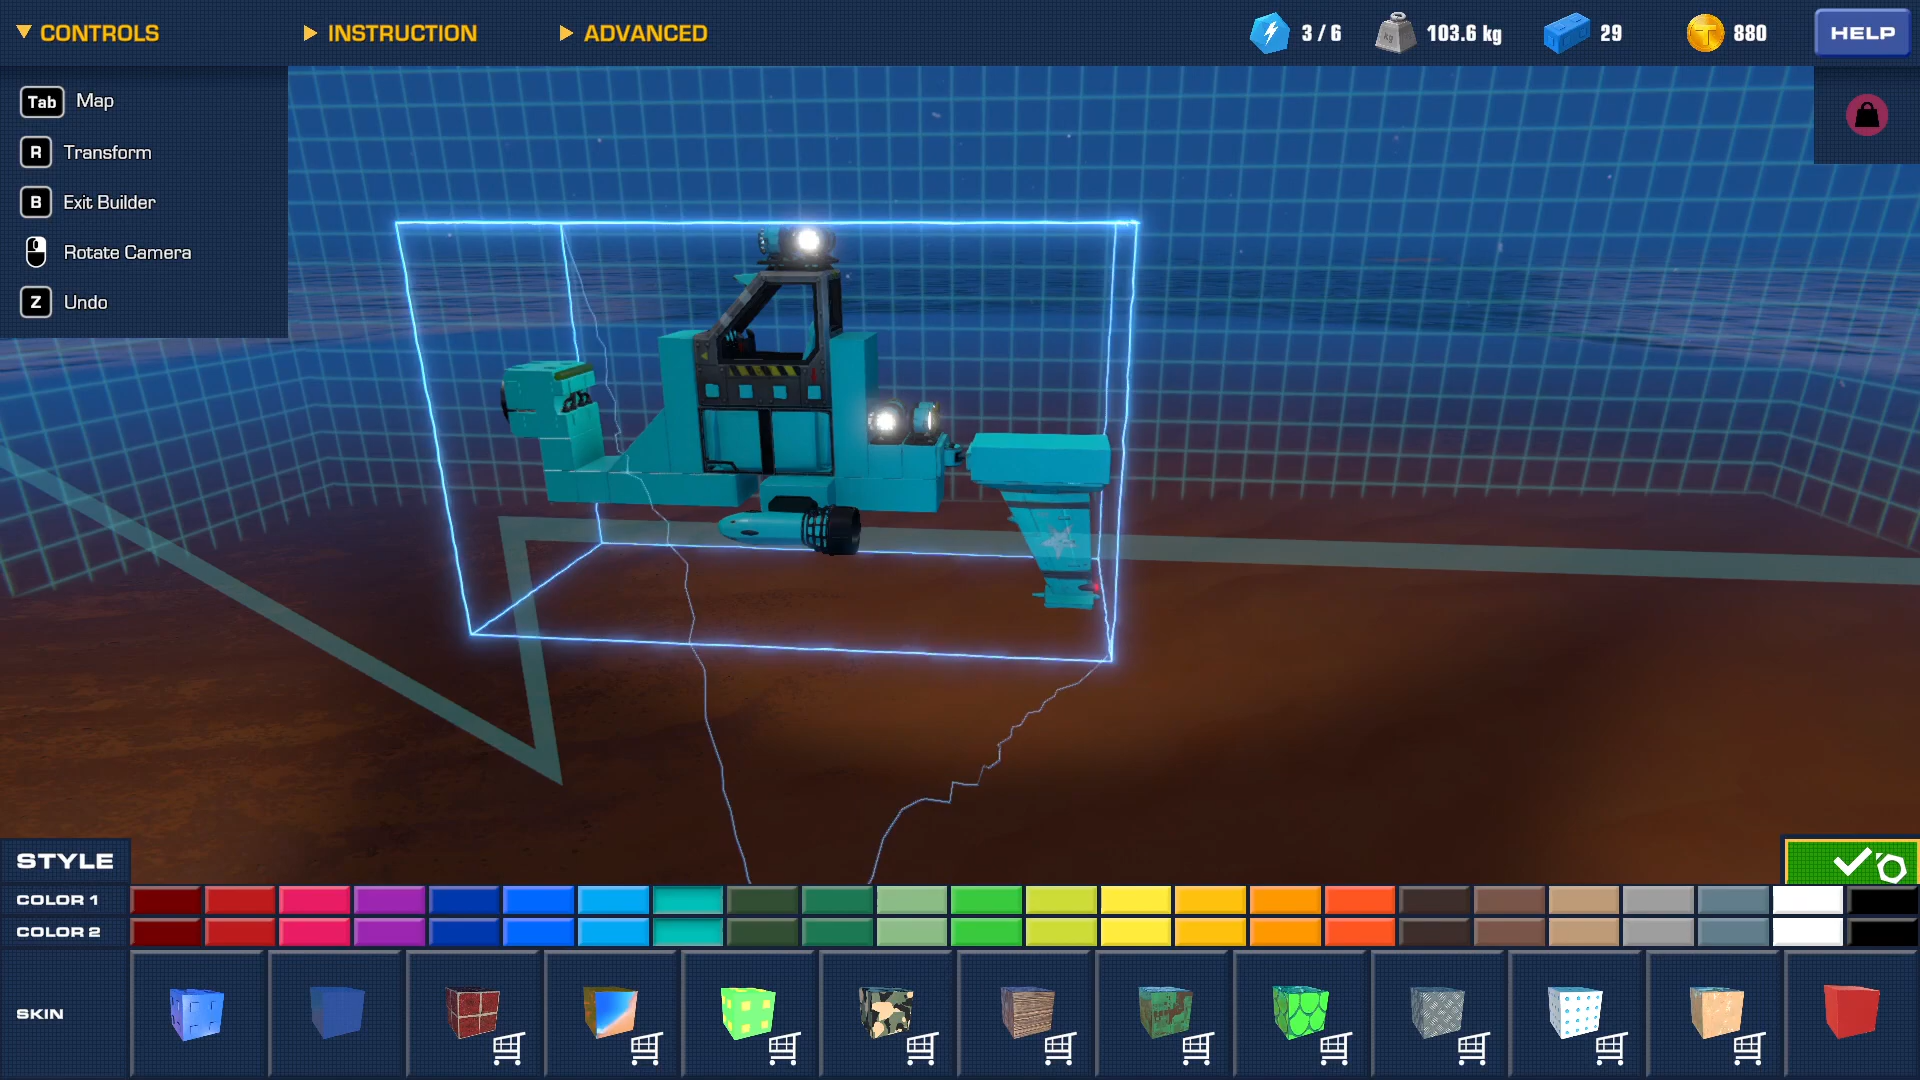 CONTROLS
INSTRUCTION
ADVANCED
3 / 6
103.6 kg
29
880
HELP
Tab Map
R Transform
B Exit Builder
Rotate Camera
Z Undo
STYLE
COLOR 1
COLOR 2
SKIN